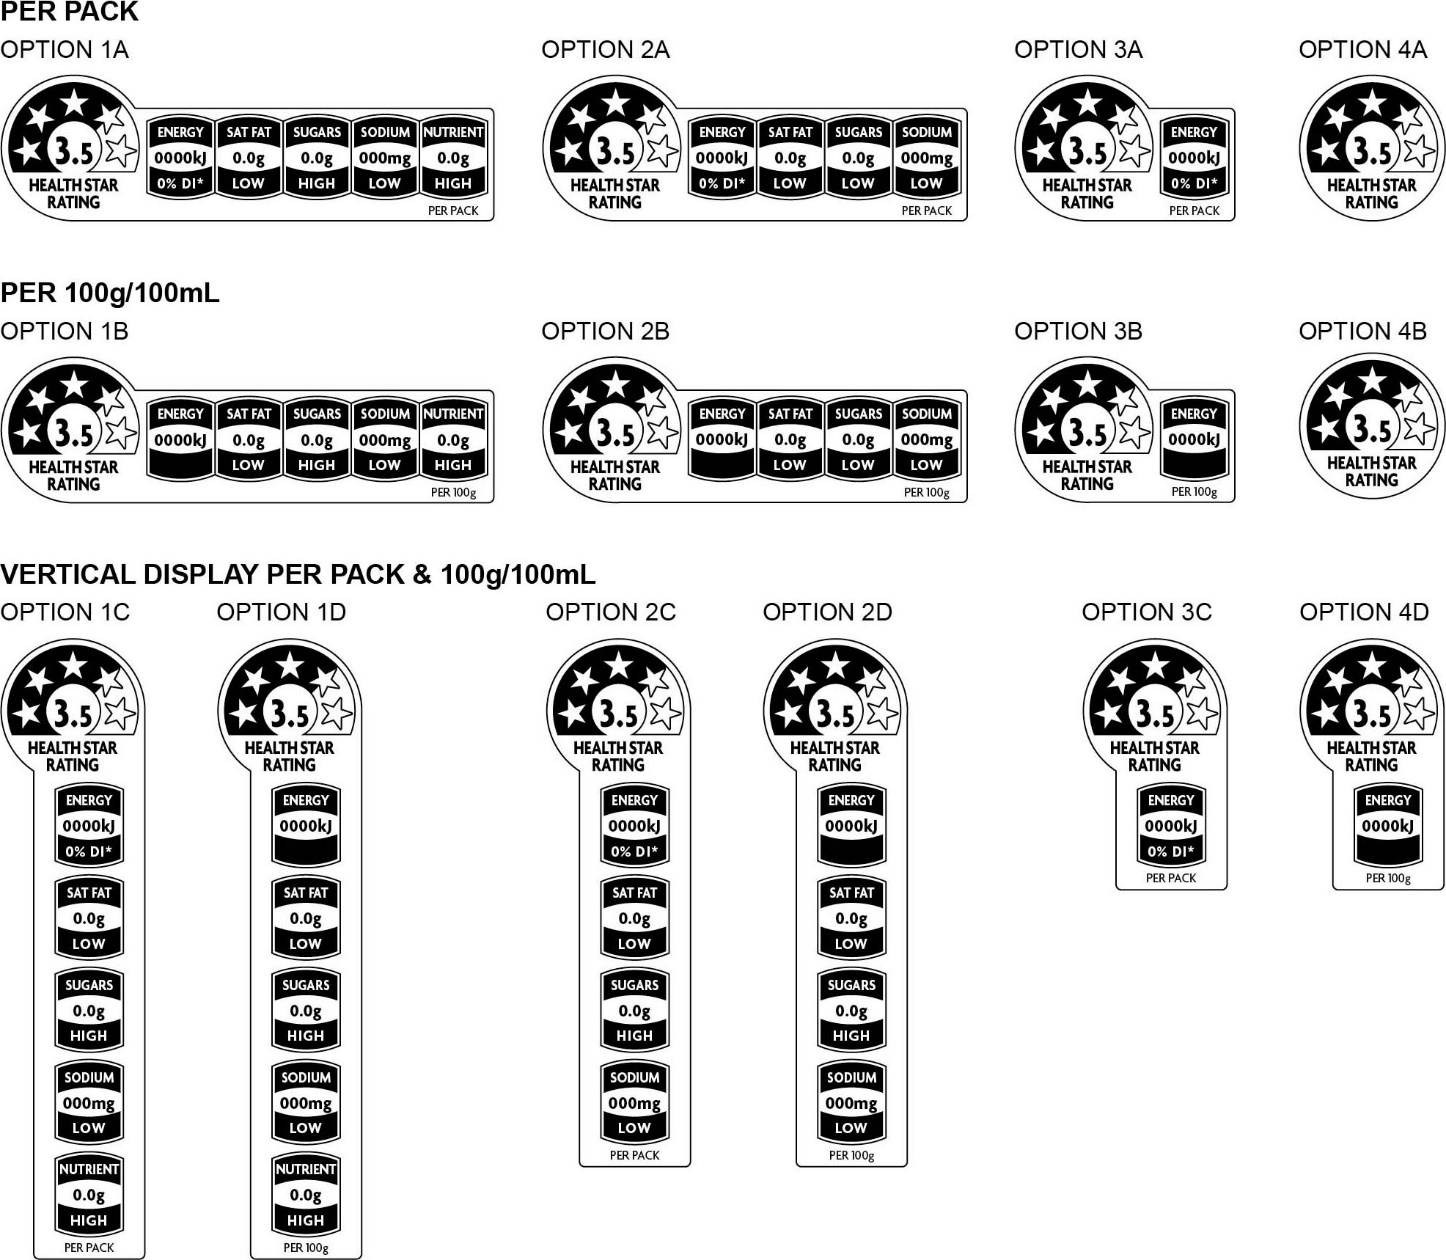 PER PACK
OPTION 1A
3.5
HEALTH STAR
RATING
ENERGY SAT FAT SUGARS SODIUM NUTRIENT
0000kJ 0.0g 0.0g 000mg 0.0g
0% DI* LOW HIGH LOW HIGH
PER PACK
OPTION 2A
3.5
HEALTH STAR
RATING
ENERGY SAT FAT SUGARS SODIUM
0000kJ 0.0g 0.0g 000mg
0% DI* LOW LOW LOW
PER PACK
OPTION 3A
3.5
HEALTH STAR
RATING
ENERGY
0000kJ
0% DI*
PER PACK
OPTION 4A
3.5
HEALTH STAR
RATING
PER 100g/100mL
OPTION 1B
3.5
HEALTH STAR
RATING
ENERGY SAT FAT SUGARS SODIUM NUTRIENT
0000kJ 0.0g 0.0g 000mg 0.0g
LOW HIGH LOW HIGH
PER 100g
OPTION 2B
3.5
HEALTH STAR
RATING
ENERGY SAT FAT SUGARS SODIUM
0000kJ 0.0g 0.0g 000mg
LOW LOW LOW
PER 100g
OPTION 3B
3.5
HEALTH STAR
RATING
ENERGY
0000kJ
PER 100g
OPTION 4B
3.5
HEALTH STAR
RATING
VERTICAL DISPLAY PER PACK & 100g/100mL
OPTION 1C
3.5
HEALTH STAR
RATING
ENERGY
0000kJ
0% DI*
SAT FAT
0.0g
LOW
SUGARS
0.0g
HIGH
SODIUM
000mg
LOW
NUTRIENT
0.0g
HIGH
PER PACK
OPTION 1D
3.5
HEALTH STAR
RATING
ENERGY
0000kJ
SAT FAT
0.0g
LOW
SUGARS
0.0g
HIGH
SODIUM
000mg
LOW
NUTRIENT
0.0g
HIGH
PER 100g
OPTION 2C
3.5
HEALTH STAR
RATING
ENERGY
0000kJ
0% DI*
SAT FAT
0.0g
LOW
SUGARS
0.0g
HIGH
SODIUM
000mg
LOW
PER PACK
OPTION 2D
3.5
HEALTH STAR
RATING
ENERGY
0000kJ
SAT FAT
0.0g
LOW
SUGARS
0.0g
HIGH
SODIUM
000mg
LOW
PER 100g
OPTION 3C
3.5
HEALTH STAR
RATING
ENERGY
0000kJ
0% DI*
PER PACK
OPTION 4D
3.5
HEALTH STAR
RATING
ENERGY
0000kJ
PER 100g